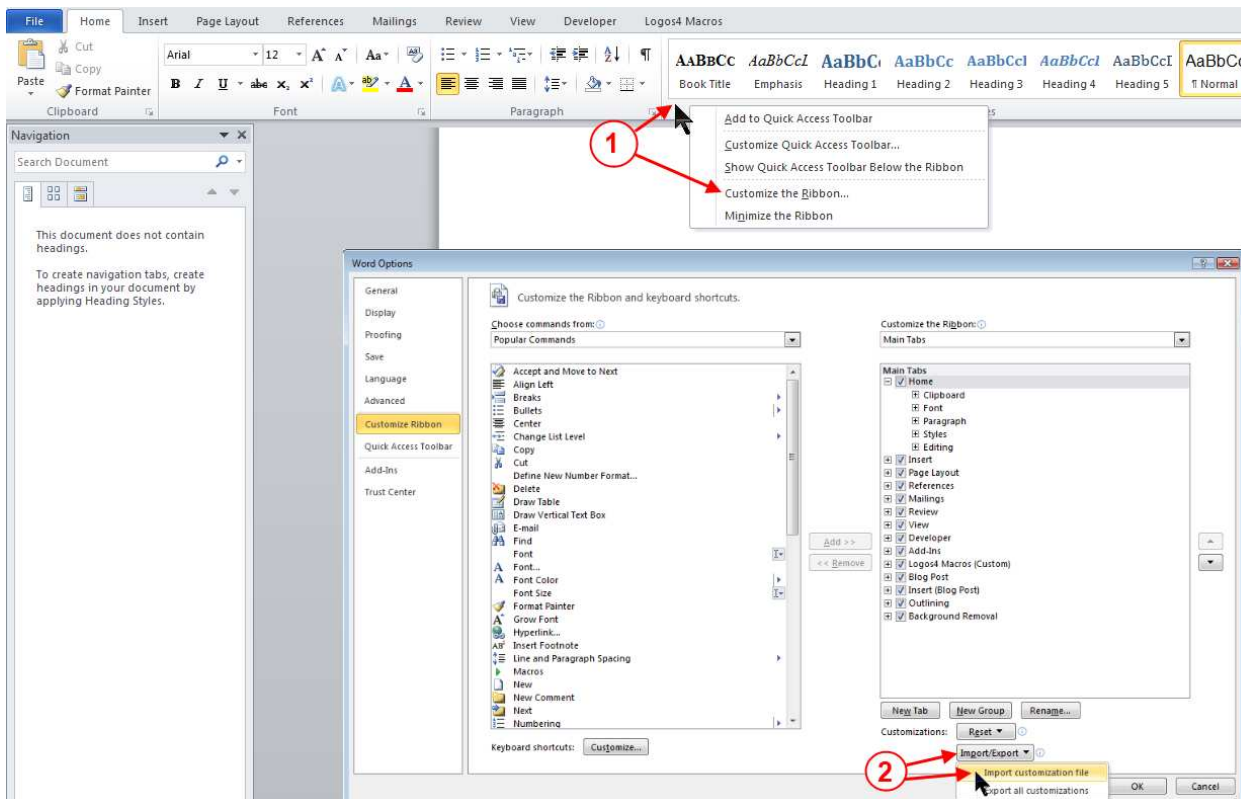 File Home Insert Page Layout References Mailings Review View Developer Logos4 Macros
Cut
Copy
Format Painter
Paste
Arial 12
Clipboard Font Paragraph
AaBbCc AaBbCcI AaBbC AaBbCc AaBbCcI AaBbCcI AaBbCcI AaBbCc
Book Title Emphasis Heading 1 Heading 2 Heading 3 Heading 4 Heading 5 ¶ Normal
1
Add to Quick Access Toolbar
Customize Quick Access Toolbar...
Show Quick Access Toolbar Below the Ribbon
Customize the Ribbon...
Minimize the Ribbon
Navigation
Search Document
This document does not contain
headings.
To create navigation tabs, create
headings in your document by
applying Heading Styles.
Word Options
General
Display
Proofing
Save
Language
Advanced
Customize Ribbon
Quick Access Toolbar
Add-Ins
Trust Center
Customize the Ribbon and keyboard shortcuts.
Choose commands from:
Popular Commands
Accept and Move to Next
Align Left
Breaks
Bullets
Center
Change List Level
Copy
Cut
Define New Number Format...
Delete
Draw Table
Draw Vertical Text Box
E-mail
Find
Font
Font...
Font Color
Font Size
Format Painter
Grow Font
Hyperlink...
Insert Footnote
Line and Paragraph Spacing
Macros
New
New Comment
Next
Numbering
Keyboard shortcuts: Customize...
Add >>
<< Remove
Customize the Ribbon:
Main Tabs
Main Tabs
Home
Clipboard
Font
Paragraph
Styles
Editing
Insert
Page Layout
References
Mailings
Review
View
Developer
Add-Ins
Logos4 Macros (Custom)
Blog Post
Insert (Blog Post)
Outlining
Background Removal
New Tab New Group Rename...
Customizations: Reset
Import/Export
2
Import customization file
Export all customizations
OK Cancel